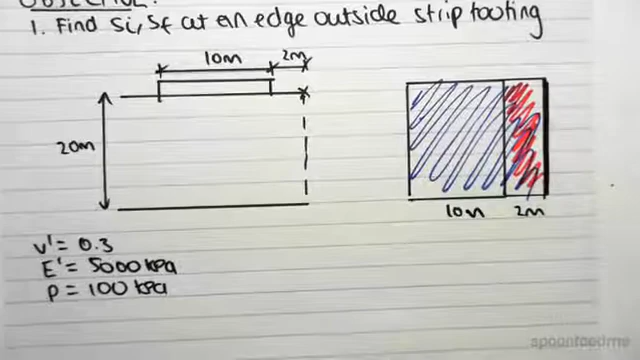 OBJECTIVE:
1. Find Si, Sf at an edge outside strip footing
10m 2m
20m
10m 2m
v' = 0.3
E' = 5000 kPa
p = 100 kPa
spoonfeedme